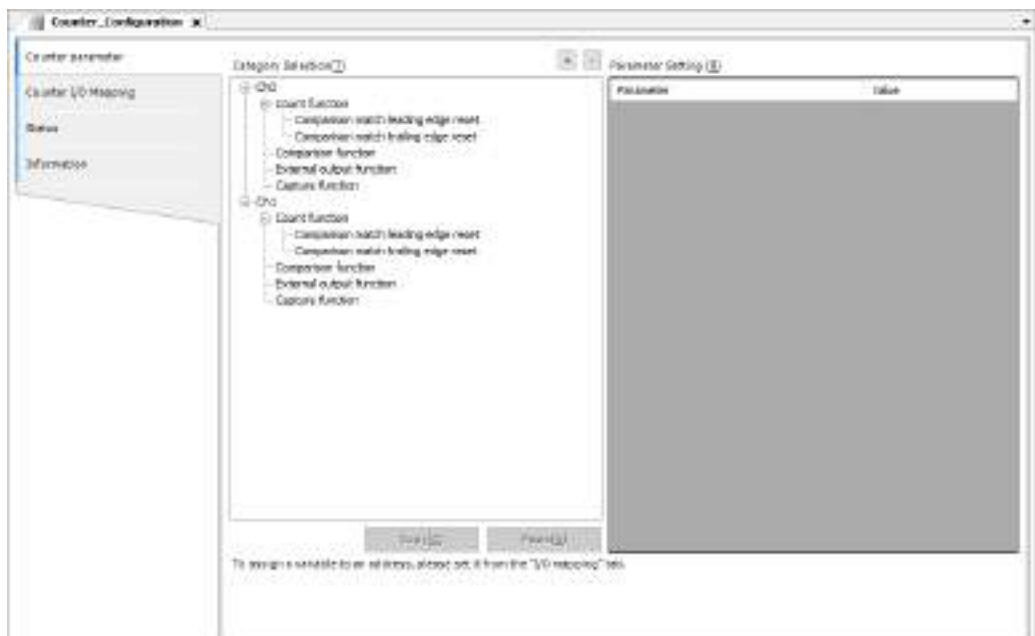 Counter_Configuration
Counter parameter
Counter I/O Mapping
Status
Information
Category Selection(T)
Parameter Setting (R)
Parameter Value
Ch0
Count function
Comparison match leading edge reset
Comparison match trailing edge reset
Comparison function
External output function
Capture function
Ch1
Count function
Comparison match leading edge reset
Comparison match trailing edge reset
Comparison function
External output function
Capture function
To assign a variable to an address, please set it from the "I/O mapping" tab.